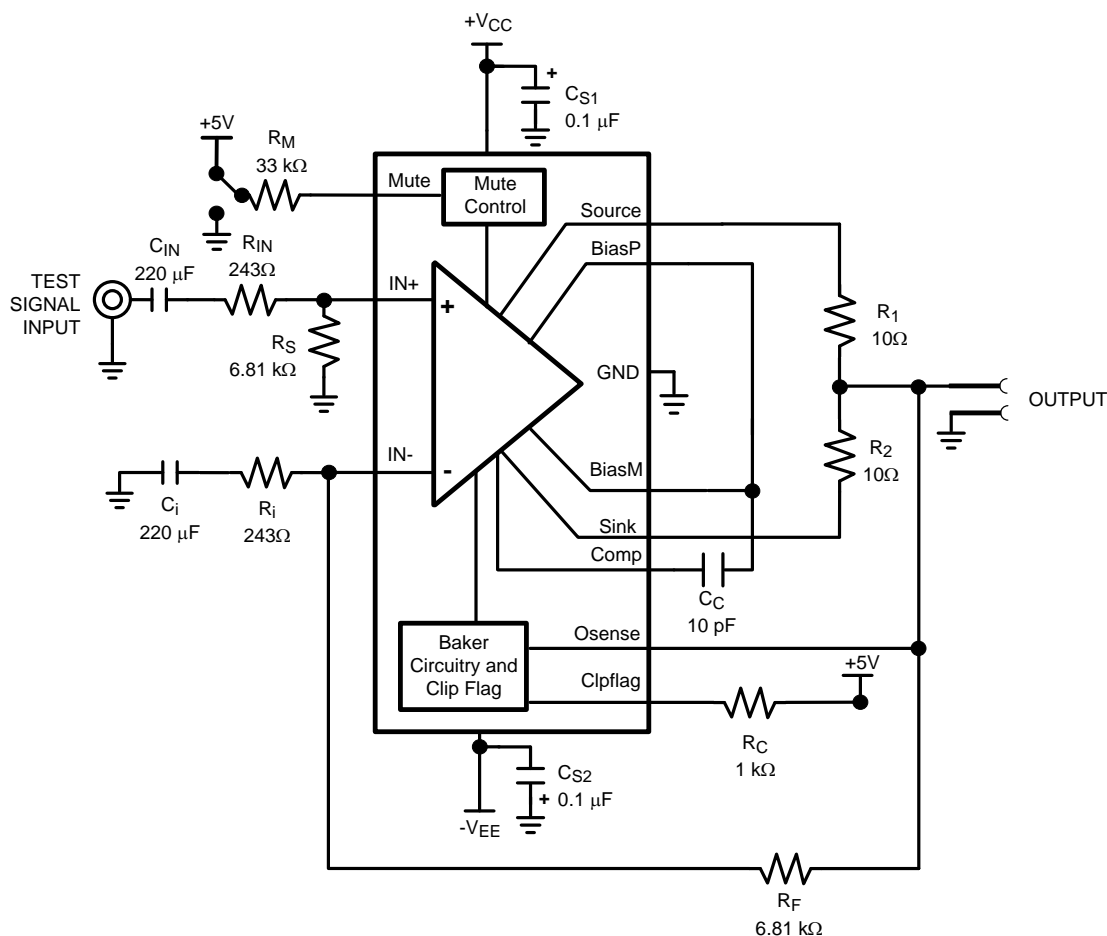 +VCC
+
CS1
0.1 µF
+5V
RM
33 kΩ
Mute
Mute
Control
Source
BiasP
CIN
220 µF
RIN
243Ω
TEST
SIGNAL
INPUT
IN+
+
R1
10Ω
RS
6.81 kΩ
GND
OUTPUT
R2
10Ω
IN-
-
BiasM
Ci
220 µF
Ri
243Ω
Sink
Comp
CC
10 pF
Baker
Circuitry and
Clip Flag
Osense
Clpflag
+5V
RC
1 kΩ
CS2
+
0.1 µF
-VEE
RF
6.81 kΩ